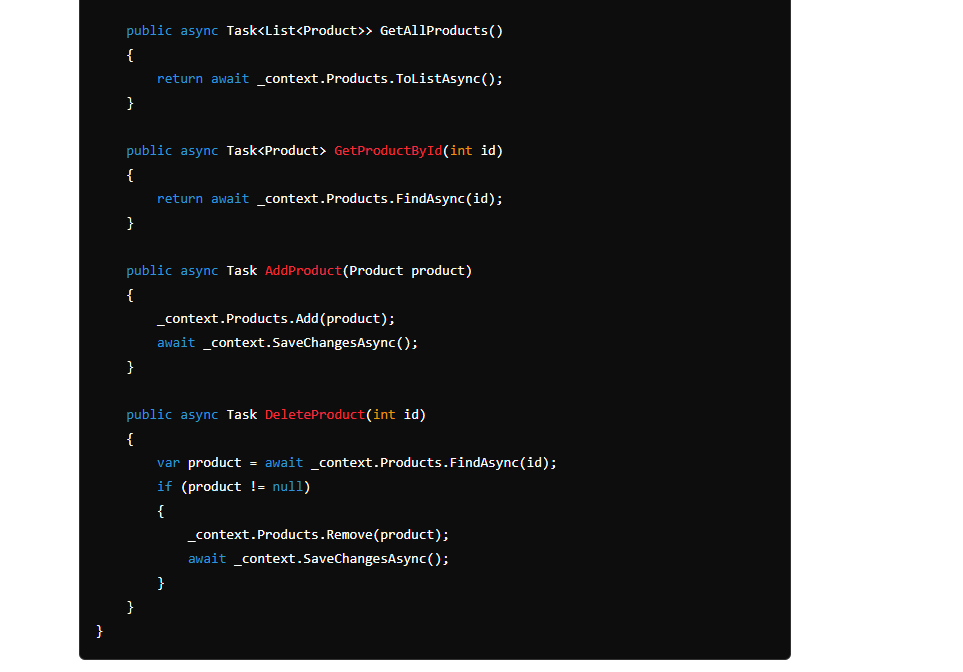 public async Task<List<Product>> GetAllProducts()
{
return await _context.Products.ToListAsync();
}
public async Task<Product> GetProductById(int id)
{
return await _context.Products.FindAsync(id);
}
public async Task AddProduct(Product product)
{
_context.Products.Add(product);
await _context.SaveChangesAsync();
}
public async Task DeleteProduct(int id)
{
var product = await _context.Products.FindAsync(id);
if (product != null)
{
_context.Products.Remove(product);
await _context.SaveChangesAsync();
}
}
}